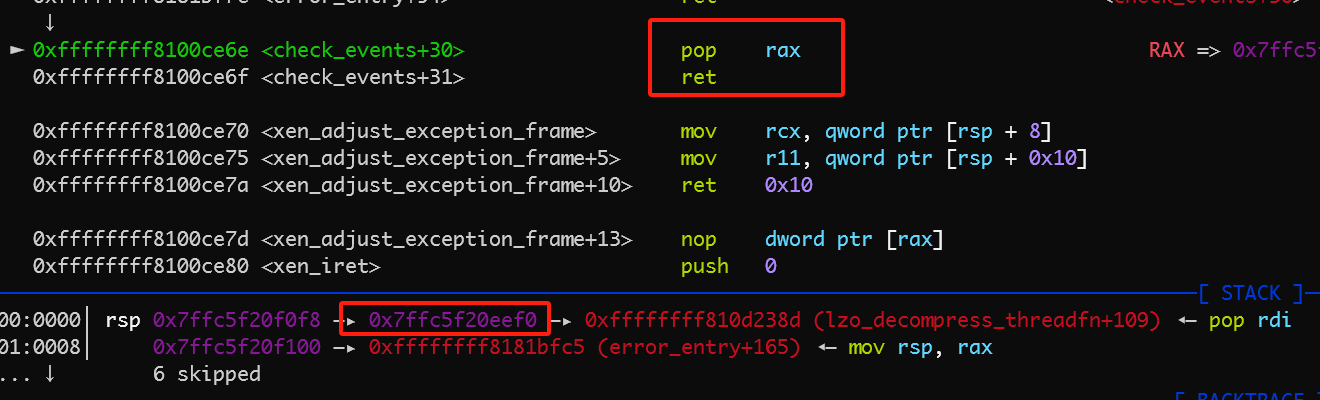 ret
↓
► 0xffffffff8100ce6e <check_events+30> pop rax RAX => 0x7ffc5f
0xffffffff8100ce6f <check_events+31> ret
0xffffffff8100ce70 <xen_adjust_exception_frame> mov rcx, qword ptr [rsp + 8]
0xffffffff8100ce75 <xen_adjust_exception_frame+5> mov r11, qword ptr [rsp + 0x10]
0xffffffff8100ce7a <xen_adjust_exception_frame+10> ret 0x10
0xffffffff8100ce7d <xen_adjust_exception_frame+13> nop dword ptr [rax]
0xffffffff8100ce80 <xen_iret> push 0
[ STACK ]
00:0000│ rsp 0x7ffc5f20f0f8 —▸ 0x7ffc5f20eef0 —▸ 0xffffffff810d238d (lzo_decompress_threadfn+109) ◂— pop rdi
01:0008│ 0x7ffc5f20f100 —▸ 0xffffffff8181bfc5 (error_entry+165) ◂— mov rsp, rax
... ↓ 6 skipped
[ BACKTRACE